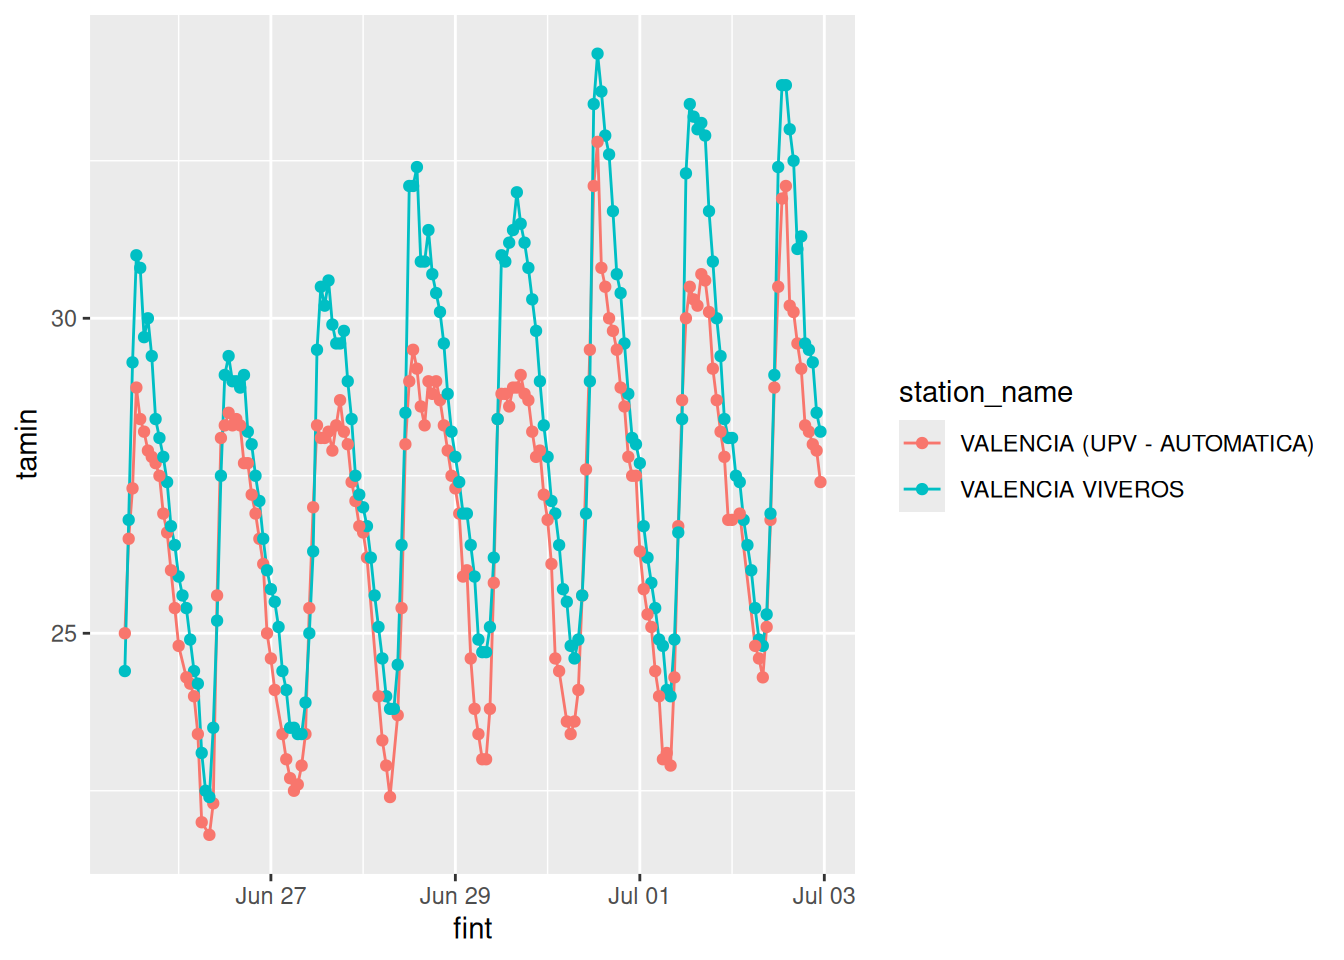 tamin
30
25
Jun 27
Jun 29
Jul 01
Jul 03
fint
station_name
VALENCIA (UPV - AUTOMATICA)
VALENCIA VIVEROS